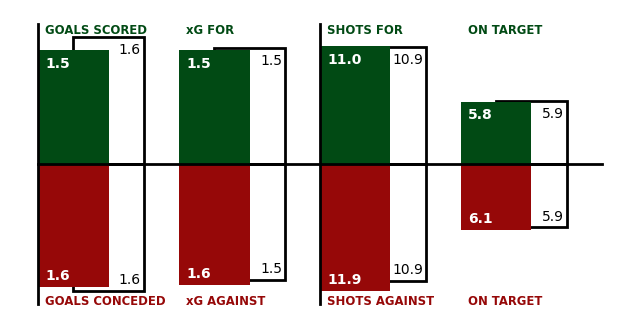 GOALS SCORED xG FOR SHOTS FOR ON TARGET
1.5 1.6 1.5 1.5 11.0 10.9 5.8 5.9
1.6 1.6 1.6 1.5 11.9 10.9 6.1 5.9
GOALS CONCEDED xG AGAINST SHOTS AGAINST ON TARGET